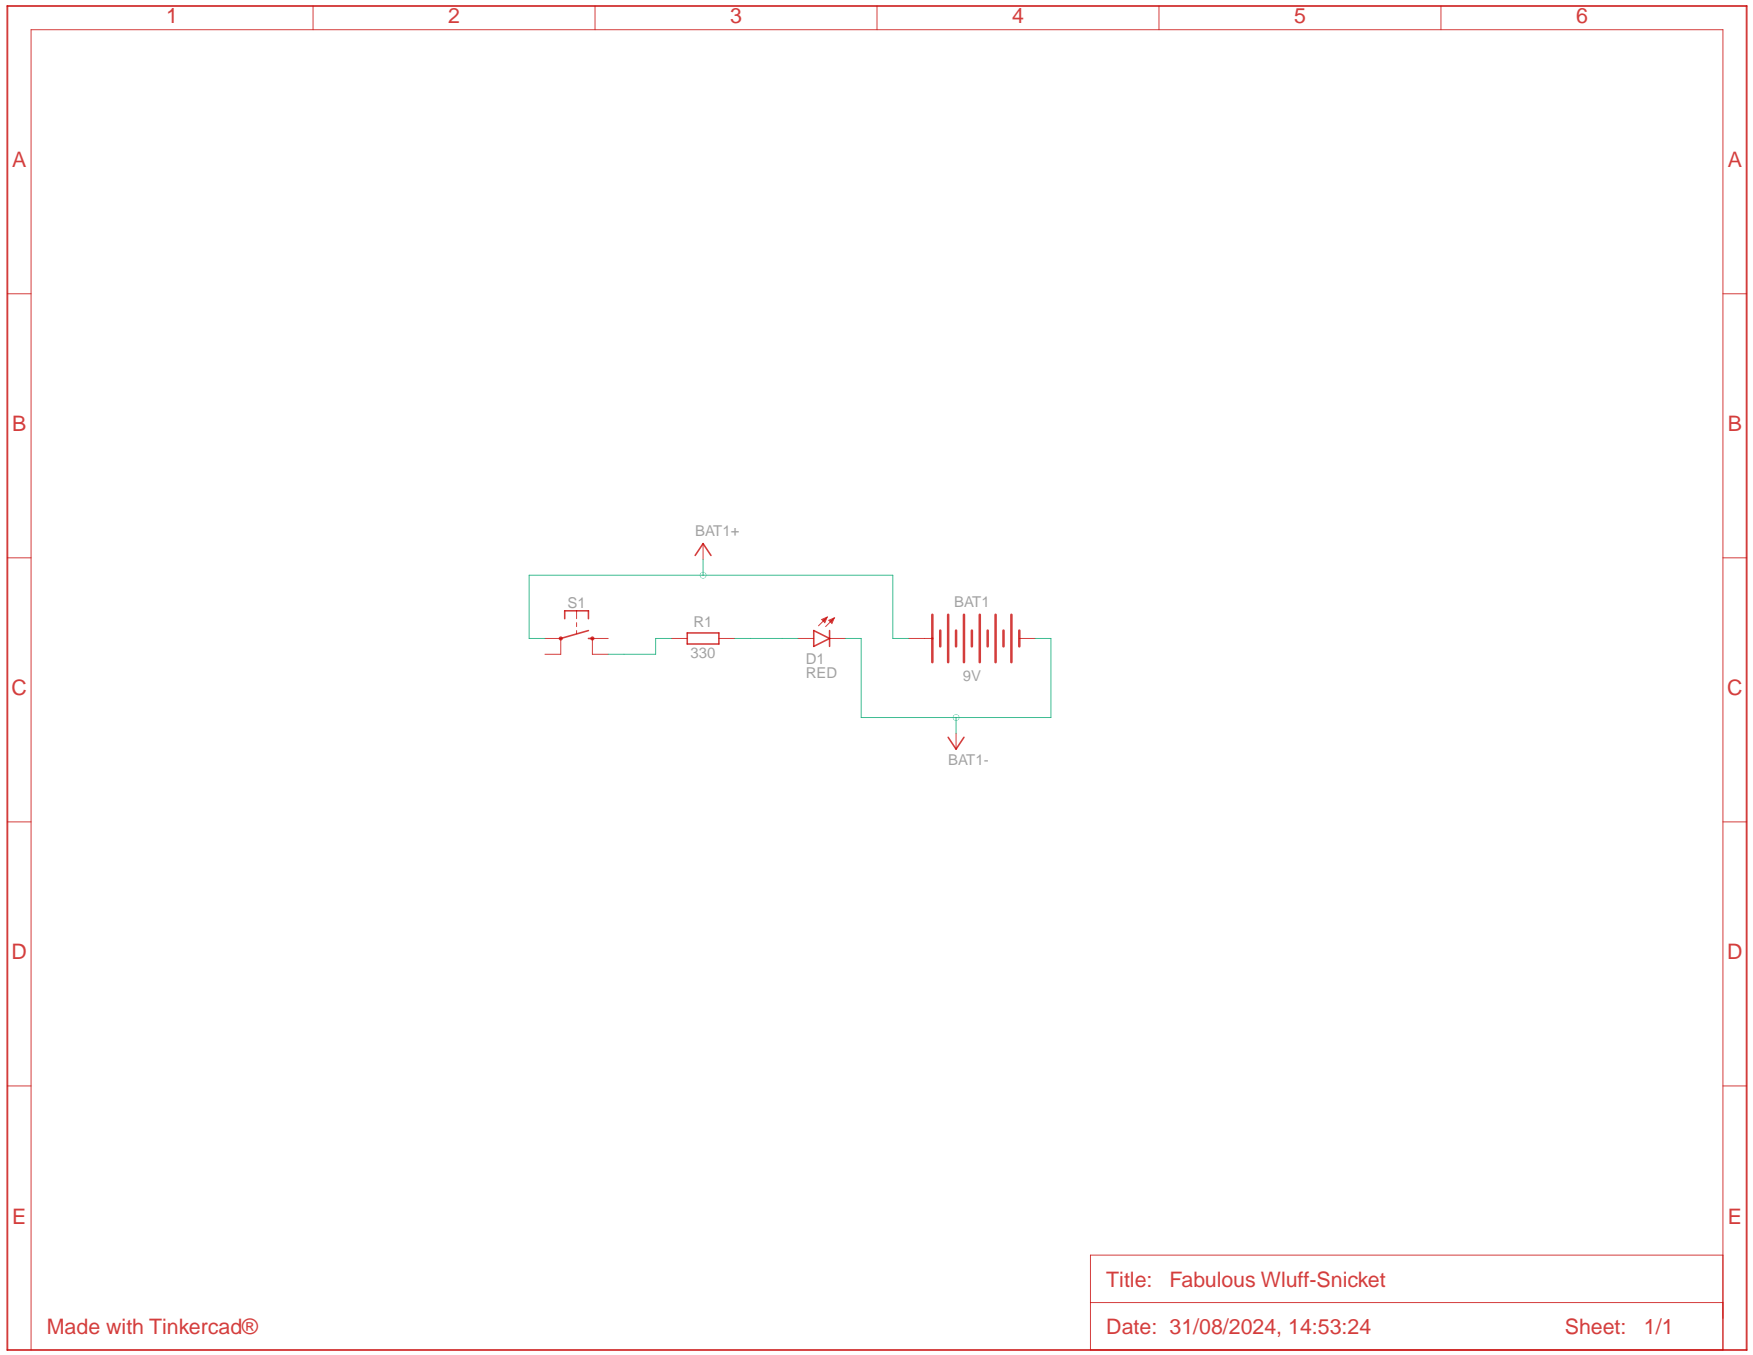 1 2 3 4 5 6
A A
B B
BAT1+
S1
R1
330
D1
RED
BAT1
9V
BAT1-
C C
D D
E E
Title: Fabulous Wluff-Snicket
Made with Tinkercad®
Date: 31/08/2024, 14:53:24 Sheet: 1/1